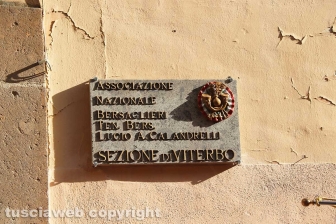 ASSOCIAZIONE
NAZIONALE
BERSAGLIERI
TEN. BERS.
LUCIO A. CALANDRELLI
SEZIONE DI VITERBO
tusciaweb copyright